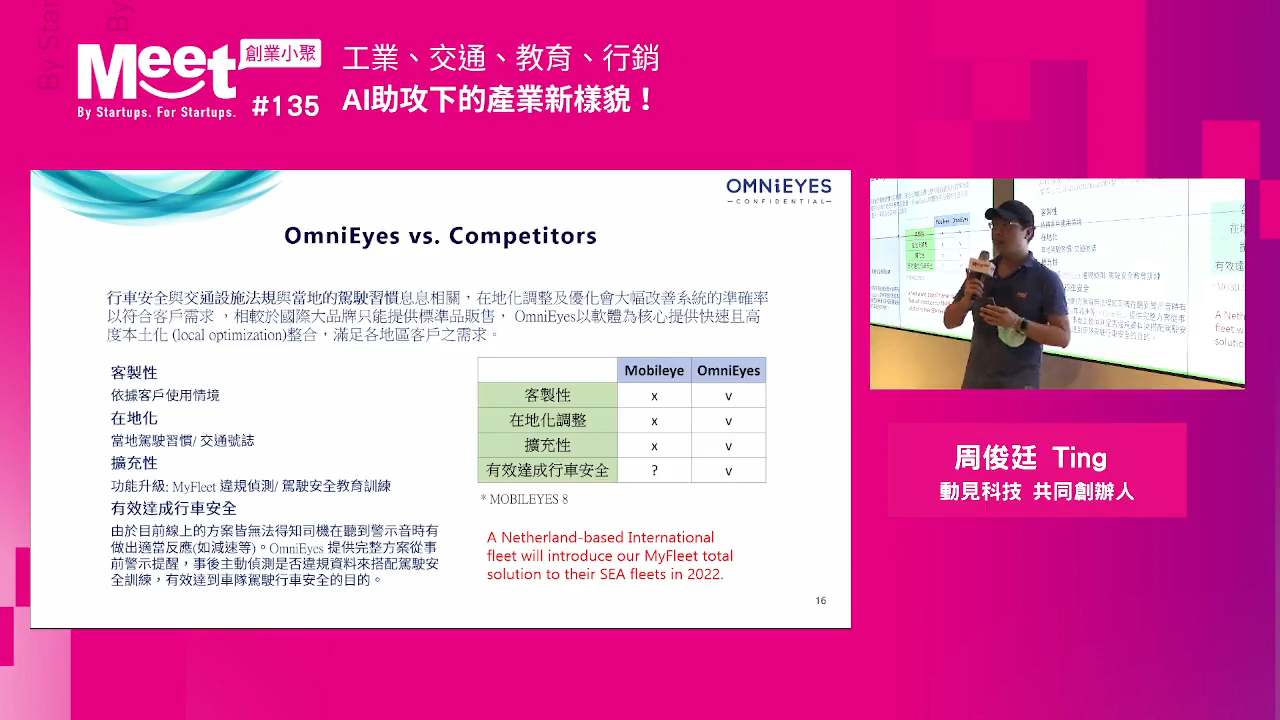 By Star
By
Meet 創業小聚
By Startups. For Startups.
#135
工業、交通、教育、行銷
AI助攻下的產業新樣貌！
OMNiEYES
CONFIDENTIAL
OmniEyes vs. Competitors
行車安全與交通設施法規與當地的駕駛習慣息息相關，在地化調整及優化會大幅改善系統的準確率
以符合客戶需求，相較於國際大品牌只能提供標準品販售， OmniEyes以軟體為核心提供快速且高
度本土化 (local optimization)整合，滿足各地區客戶之需求。
客製性
依據客戶使用情境
在地化
當地駕駛習慣/ 交通號誌
擴充性
功能升級: MyFleet 違規偵測/ 駕駛安全教育訓練
有效達成行車安全
由於目前線上的方案皆無法得知司機在聽到警示音時有
做出適當反應(如減速等)。OmniEyes 提供完整方案從事
前警示提醒，事後主動偵測是否違規資料來搭配駕駛安
全訓練，有效達到車隊駕駛行車安全的目的。
Mobileye OmniEyes
客製性 x v
在地化調整 x v
擴充性 x v
有效達成行車安全 ? v
* MOBILEYES 8
A Netherland-based International
fleet will introduce our MyFleet total
solution to their SEA fleets in 2022.
16
周俊廷 Ting
動見科技 共同創辦人